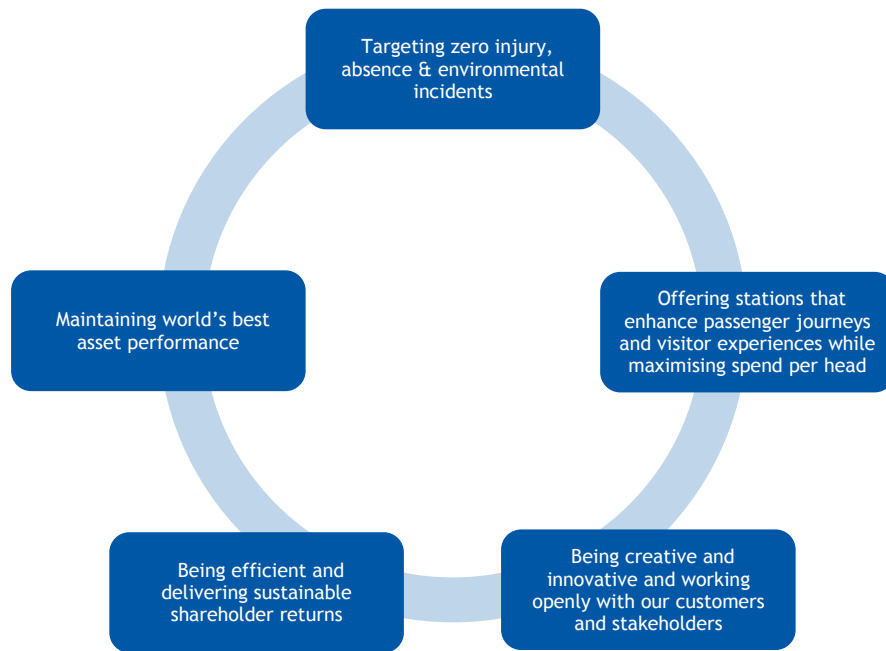 Targeting zero injury,
absence & environmental
incidents
Offering stations that
enhance passenger journeys
and visitor experiences while
maximising spend per head
Being creative and
innovative and working
openly with our customers
and stakeholders
Being efficient and
delivering sustainable
shareholder returns
Maintaining world’s best
asset performance